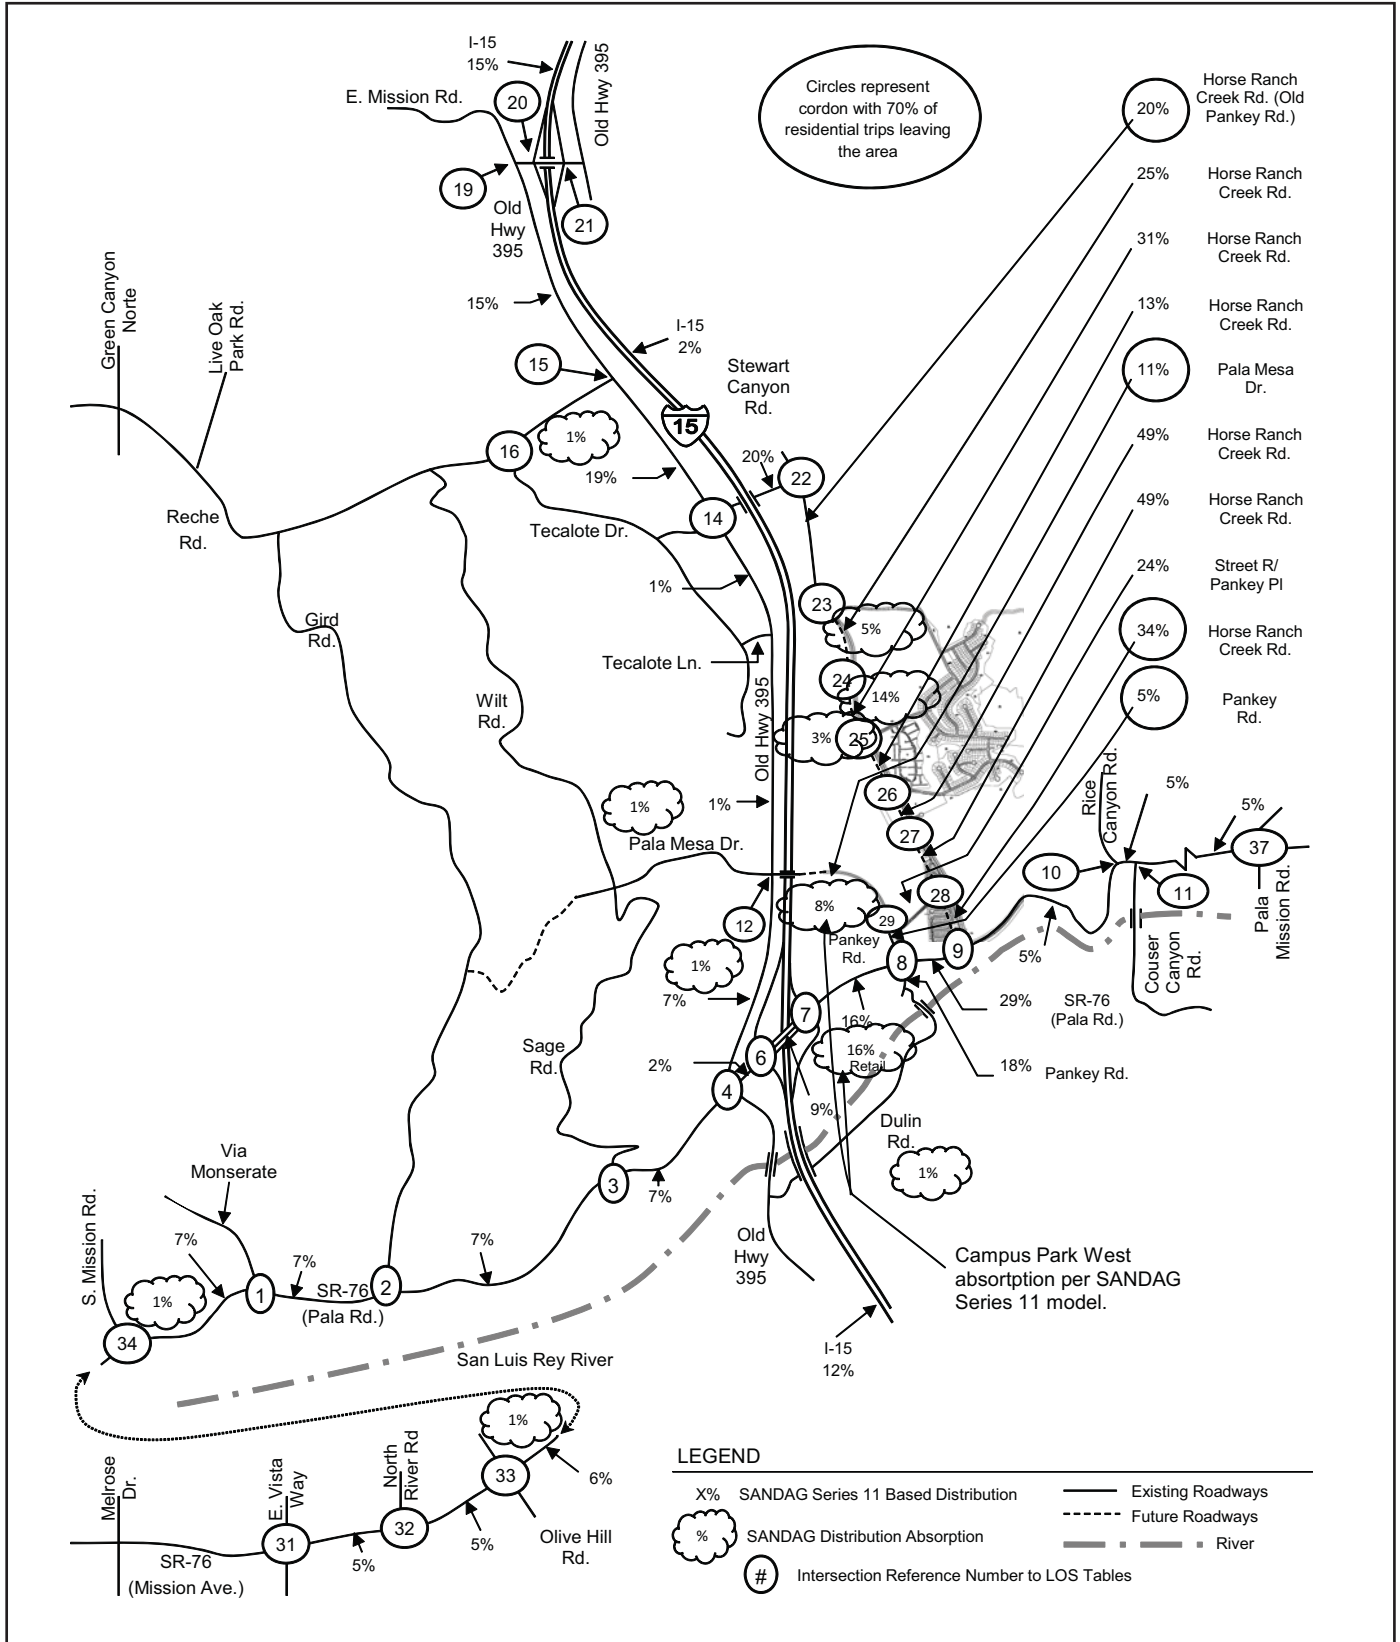 I-15
15%
Old Hwy 395
E. Mission Rd.
20
19
21
Old
Hwy
395
Circles represent
cordon with 70% of
residential trips leaving
the area
20%
Horse Ranch
Creek Rd. (Old
Pankey Rd.)
25%
Horse Ranch
Creek Rd.
31%
Horse Ranch
Creek Rd.
13%
Horse Ranch
Creek Rd.
11%
Pala Mesa
Dr.
49%
Horse Ranch
Creek Rd.
49%
Horse Ranch
Creek Rd.
24%
Street R/
Pankey Pl
34%
Horse Ranch
Creek Rd.
5%
Pankey
Rd.
Green Canyon
Norte
Live Oak
Park Rd.
15%
I-15
2%
15
Stewart
Canyon
Rd.
15
16
1%
19%
20%
22
14
Reche
Rd.
Tecalote Dr.
1%
23
5%
Gird
Rd.
Tecalote Ln.
24
14%
Wilt
Rd.
Old Hwy 395
3%
25
1%
1%
26
27
Pala Mesa Dr.
Rice
Canyon Rd.
5%
5%
37
10
11
28
8%
29
12
Pankey
Rd.
8
9
5%
Couser
Canyon
Rd.
Pala
Mission Rd.
1%
7%
29%
SR-76
(Pala Rd.)
7
16%
16%
Retail
Sage
Rd.
2%
6
18%
Pankey Rd.
4
9%
Dulin
Rd.
1%
Via
Monserate
3
7%
S. Mission Rd.
7%
7%
7%
Old
Hwy
395
Campus Park West
absortption per SANDAG
Series 11 model.
1%
1
SR-76
(Pala Rd.)
2
34
I-15
12%
San Luis Rey River
1%
Melrose
Dr.
E. Vista
Way
North
River Rd
33
6%
31
32
5%
5%
Olive Hill
Rd.
SR-76
(Mission Ave.)
LEGEND
X%
SANDAG Series 11 Based Distribution
%
SANDAG Distribution Absorption
#
Intersection Reference Number to LOS Tables
Existing Roadways
Future Roadways
River